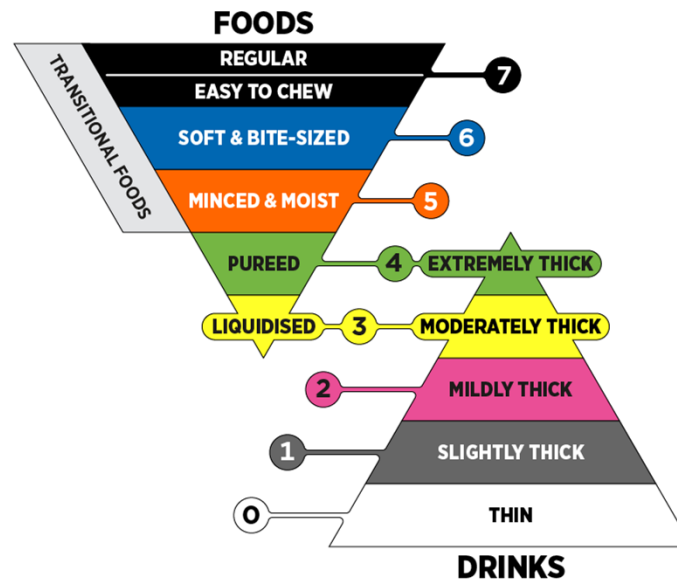 FOODS
REGULAR
7
EASY TO CHEW
TRANSITIONAL FOODS
SOFT & BITE-SIZED
6
MINCED & MOIST
5
PUREED
4
EXTREMELY THICK
LIQUIDISED
3
MODERATELY THICK
2
MILDLY THICK
1
SLIGHTLY THICK
0
THIN
DRINKS